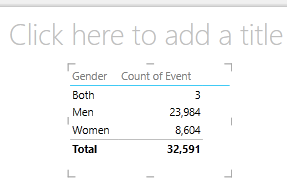 Click here to add a title
Gender Count of Event
Both 3
Men 23,984
Women 8,604
Total 32,591